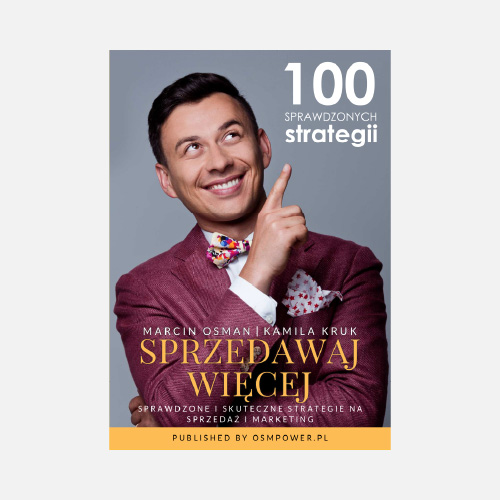 100
SPRAWDZONYCH
strategii
MARCIN OSMAN | KAMILA KRUK
SPRZEDAWAJ
WIĘCEJ
SPRAWDZONE I SKUTECZNE STRATEGIE NA
SPRZEDAŻ I MARKETING
PUBLISHED BY OSMPOWER.PL